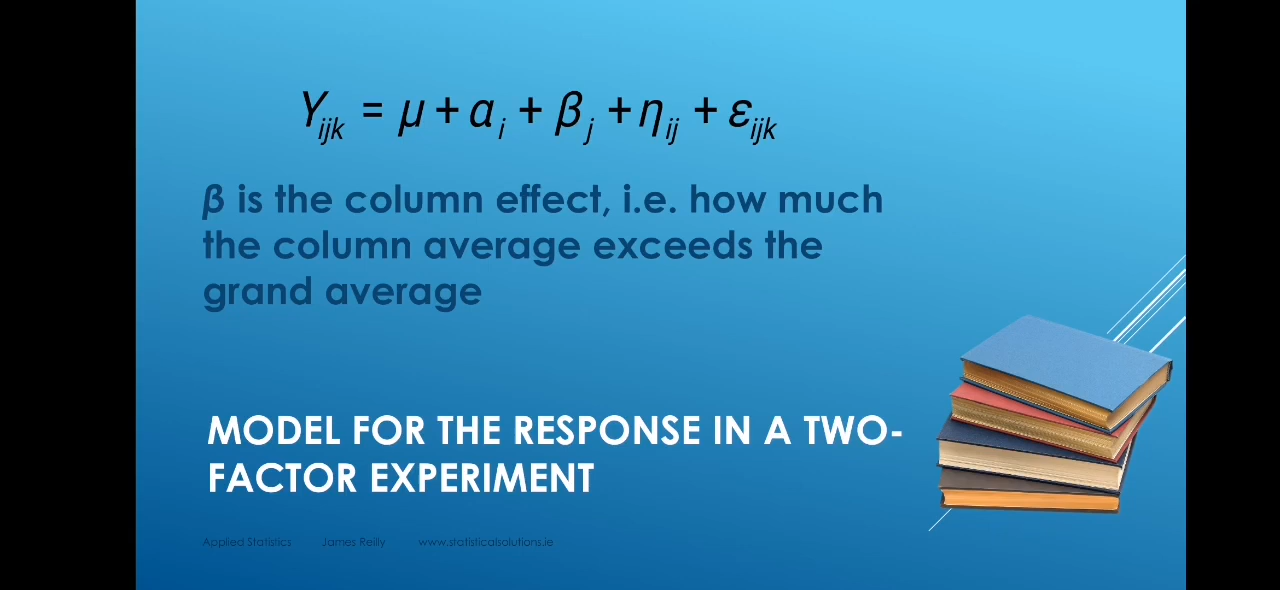 Yijk = μ + αi + βj + ηij + εijk
β is the column effect, i.e. how much
the column average exceeds the
grand average
MODEL FOR THE RESPONSE IN A TWO-
FACTOR EXPERIMENT
Applied Statistics James Reilly www.statisticalsolutions.ie